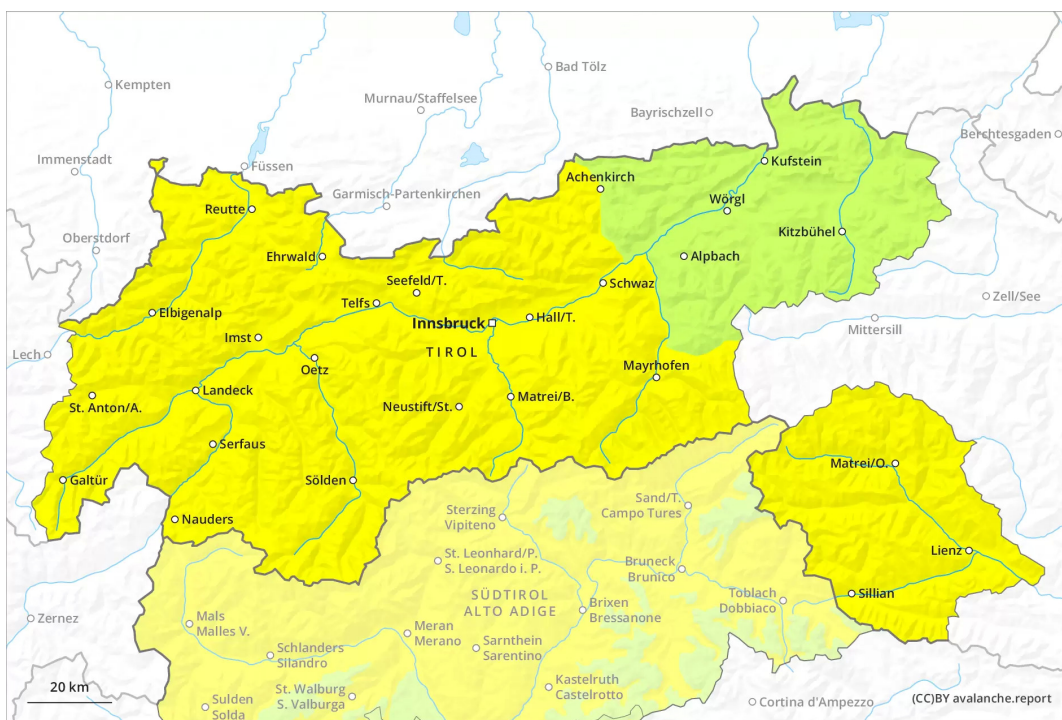 Kempten
Bad Tölz
Murnau/Staffelsee
Bayrischzell
Berchtesgaden
Immenstadt
Füssen
Kufstein
Achenkirch
Garmisch-Partenkirchen
Reutte
Wörgl
Oberstdorf
Kitzbühel
Ehrwald
Alpbach
Seefeld/T.
Schwaz
Zell/See
Telfs
Elbigenalp
Hall/T.
Innsbruck
Mittersill
Imst
Lech
TIROL
Oetz
Mayrhofen
Landeck
St. Anton/A.
Matrei/B.
Neustift/St.
Serfaus
Matrei/O.
Galtür
Sölden
Sand/T.
Campo Tures
Sterzing
Vipiteno
Nauders
Lienz
St. Leonhard/P.
S. Leonardo i. P.
Bruneck
Brunico
Sillian
SÜDTIROL
ALTO ADIGE
Toblach
Dobbiaco
Brixen
Bressanone
Zernez
Mals
Malles V.
Meran
Merano
Sarnthein
Sarentino
Schlanders
Silandro
20 km
Kastelruth
Castelrotto
St. Walburg
S. Valburga
Sulden
Solda
Cortina d'Ampezzo
(CC)BY avalanche.report